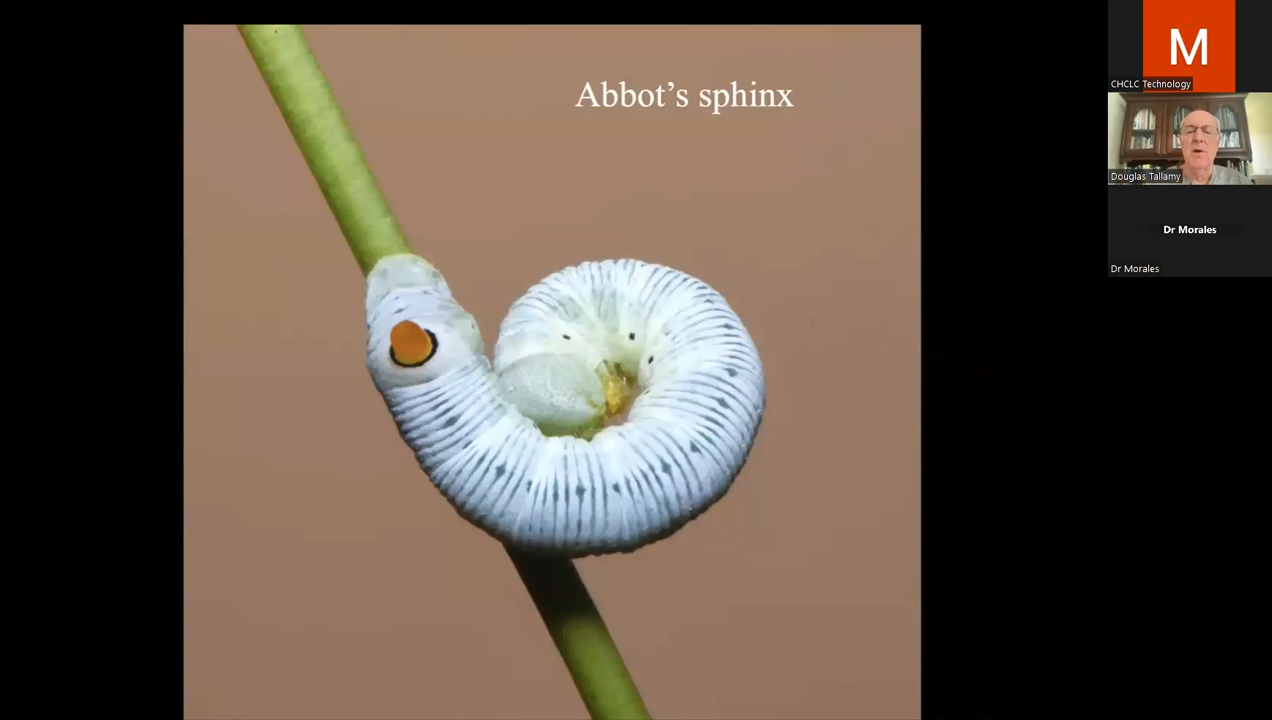 Abbot's sphinx
M
CHCLC Technology
Douglas Tallamy
Dr Morales
Dr Morales